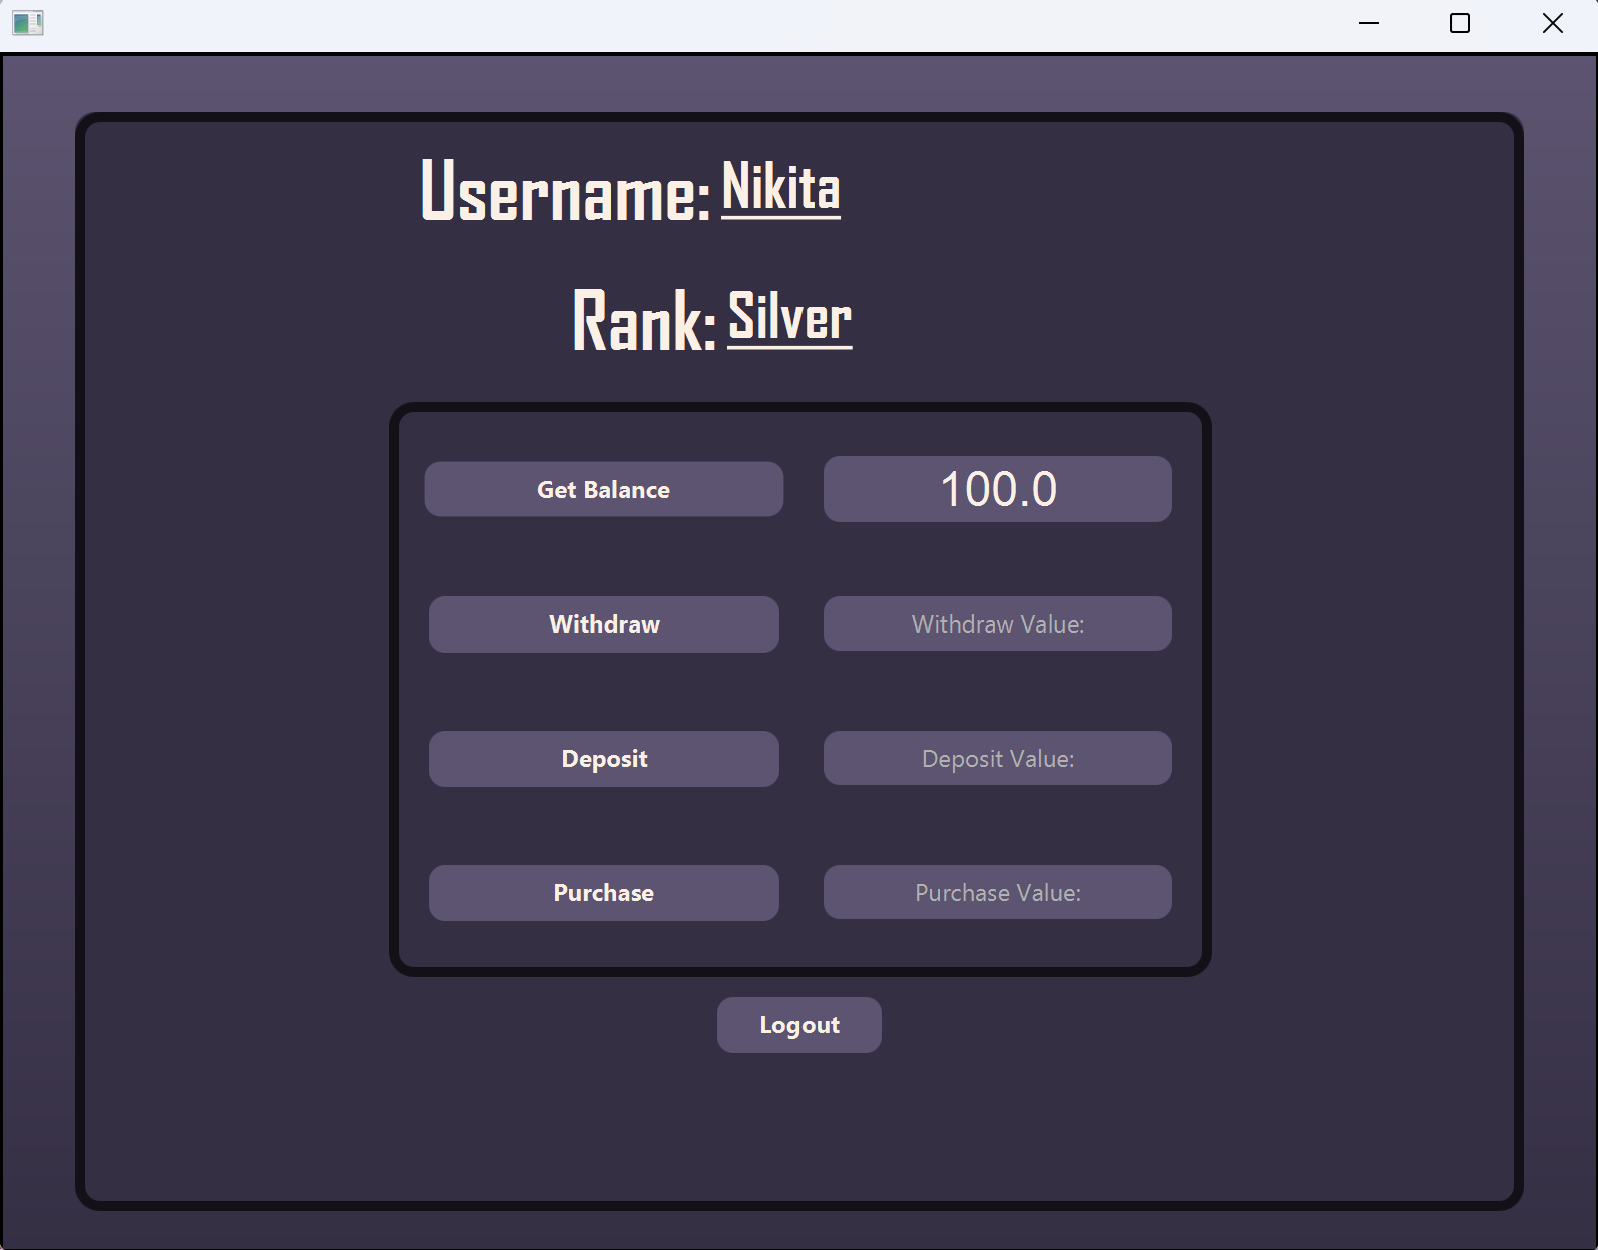 Username: Nikita
Rank: Silver
Get Balance 100.0
Withdraw Withdraw Value:
Deposit Deposit Value:
Purchase Purchase Value:
Logout